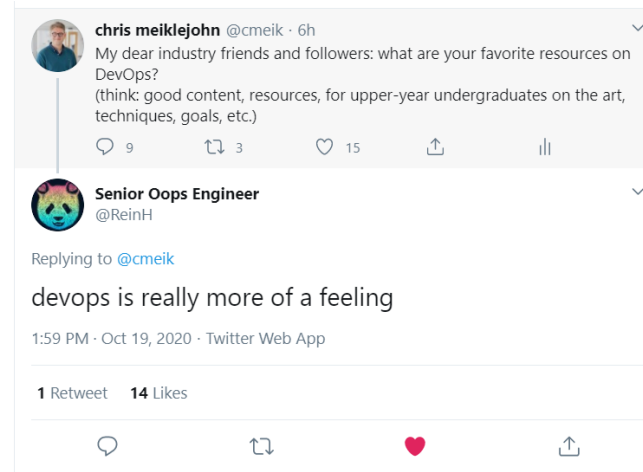 chris meiklejohn @cmeik · 6h
My dear industry friends and followers: what are your favorite resources on
DevOps?
(think: good content, resources, for upper-year undergraduates on the art,
techniques, goals, etc.)
9 3 15
Senior Oops Engineer
@ReinH
Replying to @cmeik
devops is really more of a feeling
1:59 PM · Oct 19, 2020 · Twitter Web App
1 Retweet 14 Likes